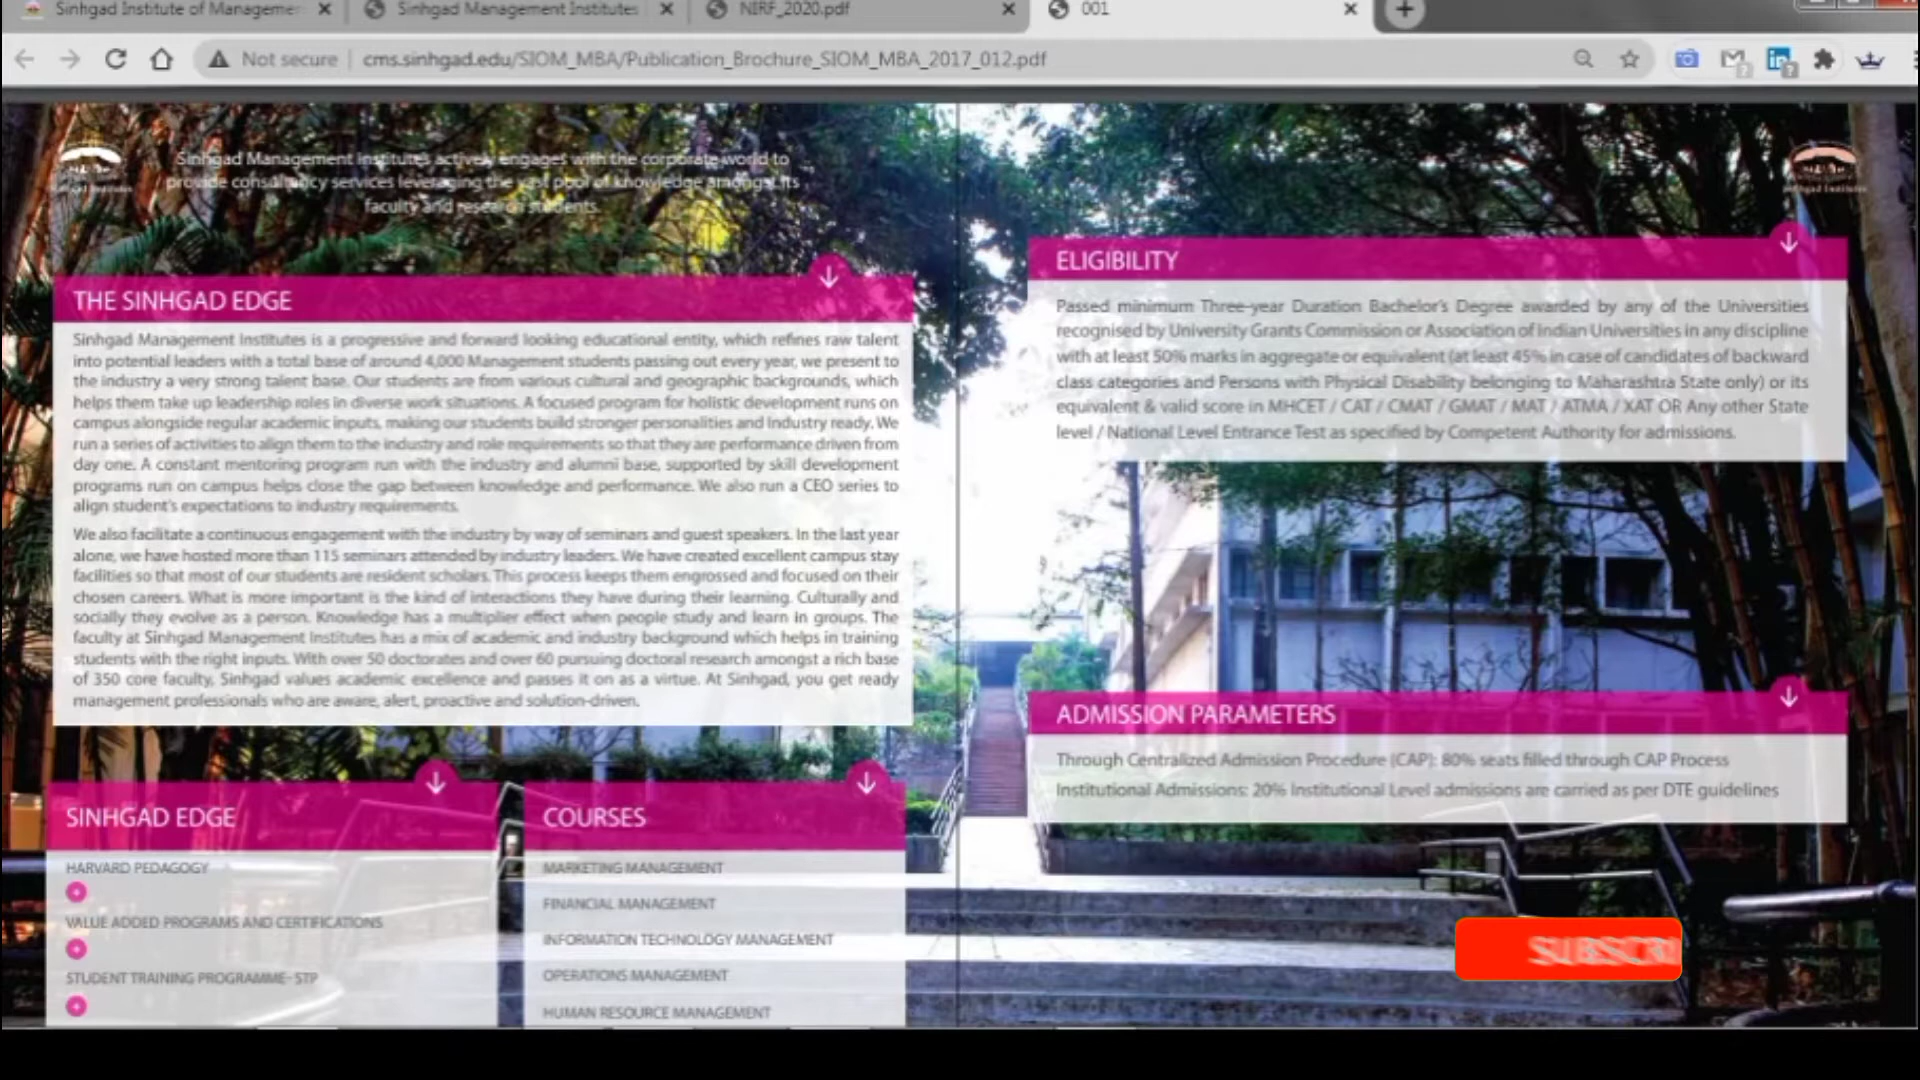 Sinhgad Institute of Manageme
Sinhgad Management Institutes
NIRF_2020.pdf
001
Not secure
cms.sinhgad.edu/SIOM_MBA/Publication_Brochure_SIOM_MBA_2017_012.pdf
Sinhgad Management Institutes actively engages with the corporate world to
provide consultancy services leveraging the vast pool of knowledge amongst its
faculty and research students.
Sinhgad Institutes
THE SINHGAD EDGE
Sinhgad Management Institutes is a progressive and forward looking educational entity, which refines raw talent
into potential leaders with a total base of around 4,000 Management students passing out every year, we present to
the industry a very strong talent base. Our students are from various cultural and geographic backgrounds, which
helps them take up leadership roles in diverse work situations. A focused program for holistic development runs on
campus alongside regular academic inputs, making our students build stronger personalities and Industry ready. We
run a series of activities to align them to the industry and role requirements so that they are performance driven from
day one. A constant mentoring program run with the industry and alumni base, supported by skill development
programs run on campus helps close the gap between knowledge and performance. We also run a CEO series to
align student's expectations to industry requirements.
We also facilitate a continuous engagement with the industry by way of seminars and guest speakers. In the last year
alone, we have hosted more than 115 seminars attended by industry leaders. We have created excellent campus stay
facilities so that most of our students are resident scholars. This process keeps them engrossed and focused on their
chosen careers. What is more important is the kind of interactions they have during their learning. Culturally and
socially they evolve as a person. Knowledge has a multiplier effect when people study and learn in groups. The
faculty at Sinhgad Management Institutes has a mix of academic and industry background which helps in training
students with the right inputs. With over 50 doctorates and over 60 pursuing doctoral research amongst a rich base
of 350 core faculty, Sinhgad values academic excellence and passes it on as a virtue. At Sinhgad, you get ready
management professionals who are aware, alert, proactive and solution-driven.
SINHGAD EDGE
HARVARD PEDAGOGY
VALUE ADDED PROGRAMS AND CERTIFICATIONS
STUDENT TRAINING PROGRAMME- STP
COURSES
MARKETING MANAGEMENT
FINANCIAL MANAGEMENT
INFORMATION TECHNOLOGY MANAGEMENT
OPERATIONS MANAGEMENT
HUMAN RESOURCE MANAGEMENT
Sinhgad Institutes
ELIGIBILITY
Passed minimum Three-year Duration Bachelor's Degree awarded by any of the Universities
recognised by University Grants Commission or Association of Indian Universities in any discipline
with at least 50% marks in aggregate or equivalent (at least 45% in case of candidates of backward
class categories and Persons with Physical Disability belonging to Maharashtra State only) or its
equivalent & valid score in MHCET / CAT / CMAT / GMAT / MAT / ATMA / XAT OR Any other State
level / National Level Entrance Test as specified by Competent Authority for admissions.
ADMISSION PARAMETERS
Through Centralized Admission Procedure (CAP): 80% seats filled through CAP Process
Institutional Admissions: 20% Institutional Level admissions are carried as per DTE guidelines
SUBSCRI